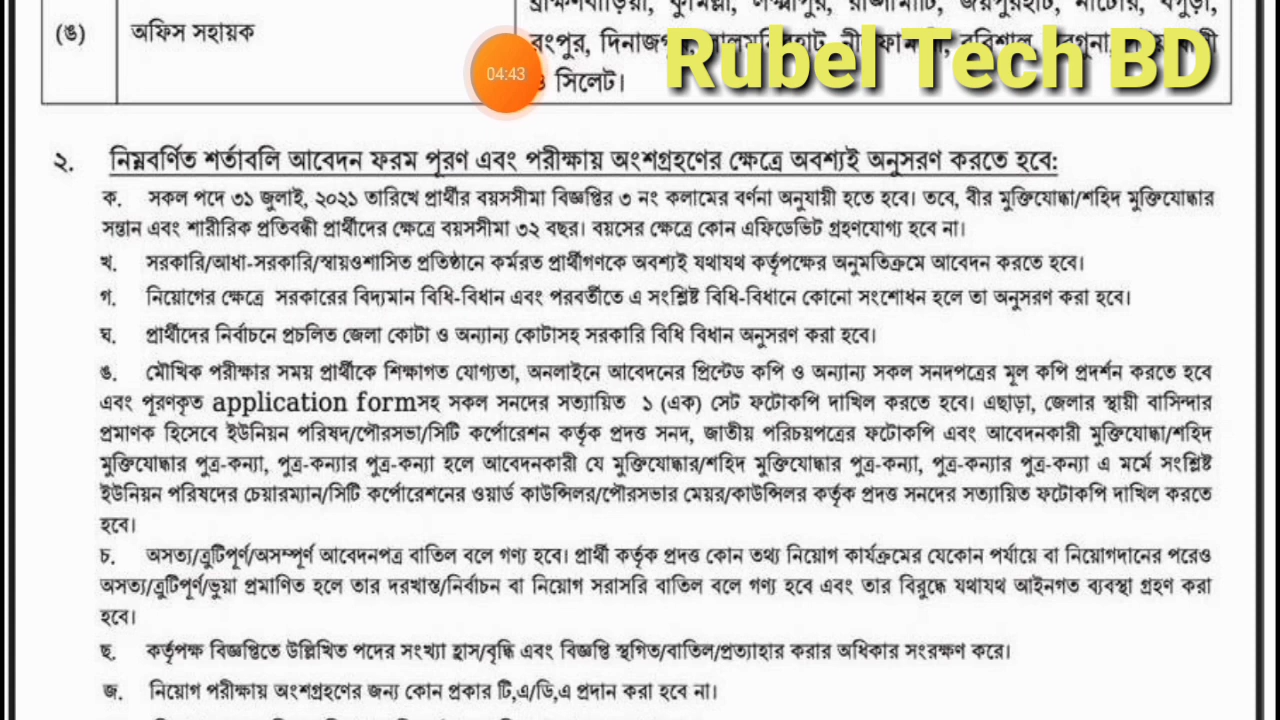 ব্রাহ্মণবাড়িয়া, কুমিল্লা, লক্ষ্মীপুর, রাঙ্গামাটি, জয়পুরহাট, নাটোর, বগুড়া,
(ঙ) অফিস সহায়ক
রংপুর,
04:43
সিলেট।
Rubel Tech BD
২. নিম্নবর্ণিত শর্তাবলি আবেদন ফরম পূরণ এবং পরীক্ষায় অংশগ্রহণের ক্ষেত্রে অবশ্যই অনুসরণ করতে হবে:
ক. সকল পদে ৩১ জুলাই, ২০২১ তারিখে প্রার্থীর বয়সসীমা বিজ্ঞপ্তির ৩ নং কলামের বর্ণনা অনুযায়ী হতে হবে। তবে, বীর মুক্তিযোদ্ধা/শহিদ মুক্তিযোদ্ধার
সন্তান এবং শারীরিক প্রতিবন্ধী প্রার্থীদের ক্ষেত্রে বয়সসীমা ৩২ বছর। বয়সের ক্ষেত্রে কোন এফিডেভিট গ্রহণযোগ্য হবে না।
খ. সরকারি/আধা-সরকারি/স্বায়ওশাসিত প্রতিষ্ঠানে কর্মরত প্রার্থীগণকে অবশ্যই যথাযথ কর্তৃপক্ষের অনুমতিক্রমে আবেদন করতে হবে।
গ. নিয়োগের ক্ষেত্রে সরকারের বিদ্যমান বিধি-বিধান এবং পরবর্তীতে এ সংশ্লিষ্ট বিধি-বিধানে কোনো সংশোধন হলে তা অনুসরণ করা হবে।
ঘ. প্রার্থীদের নির্বাচনে প্রচলিত জেলা কোটা ও অন্যান্য কোটাসহ সরকারি বিধি বিধান অনুসরণ করা হবে।
ঙ. মৌখিক পরীক্ষার সময় প্রার্থীকে শিক্ষাগত যোগ্যতা, অনলাইনে আবেদনের প্রিন্টেড কপি ও অন্যান্য সকল সনদপত্রের মূল কপি প্রদর্শন করতে হবে
এবং পূরণকৃত application formসহ সকল সনদের সত্যায়িত ১ (এক) সেট ফটোকপি দাখিল করতে হবে। এছাড়া, জেলার স্থায়ী বাসিন্দার
প্রমাণক হিসেবে ইউনিয়ন পরিষদ/পৌরসভা/সিটি কর্পোরেশন কর্তৃক প্রদত্ত সনদ, জাতীয় পরিচয়পত্রের ফটোকপি এবং আবেদনকারী মুক্তিযোদ্ধা/শহিদ
মুক্তিযোদ্ধার পুত্র-কন্যা, পুত্র-কন্যার পুত্র-কন্যা হলে আবেদনকারী যে মুক্তিযোদ্ধার/শহিদ মুক্তিযোদ্ধার পুত্র-কন্যা, পুত্র-কন্যার পুত্র-কন্যা এ মর্মে সংশ্লিষ্ট
ইউনিয়ন পরিষদের চেয়ারম্যান/সিটি কর্পোরেশনের ওয়ার্ড কাউন্সিলর/পৌরসভার মেয়র/কাউন্সিলর কর্তৃক প্রদত্ত সনদের সত্যায়িত ফটোকপি দাখিল করতে
হবে।
চ. অসত্য/ত্রুটিপূর্ণ/অসম্পূর্ণ আবেদনপত্র বাতিল বলে গণ্য হবে। প্রার্থী কর্তৃক প্রদত্ত কোন তথ্য নিয়োগ কার্যক্রমের যেকোন পর্যায়ে বা নিয়োগদানের পরেও
অসত্য/ত্রুটিপূর্ণ/ভুয়া প্রমাণিত হলে তার দরখাস্ত/নির্বাচন বা নিয়োগ সরাসরি বাতিল বলে গণ্য হবে এবং তার বিরুদ্ধে যথাযথ আইনগত ব্যবস্থা গ্রহণ করা
হবে।
ছ. কর্তৃপক্ষ বিজ্ঞপ্তিতে উল্লিখিত পদের সংখ্যা হ্রাস/বৃদ্ধি এবং বিজ্ঞপ্তি স্থগিত/বাতিল/প্রত্যাহার করার অধিকার সংরক্ষণ করে।
জ. নিয়োগ পরীক্ষায় অংশগ্রহণের জন্য কোন প্রকার টি,এ/ডি,এ প্রদান করা হবে না।